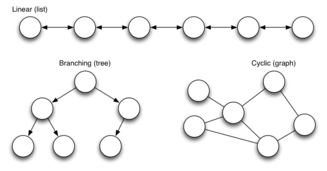 Linear (list)
Branching (tree)
Cyclic (graph)